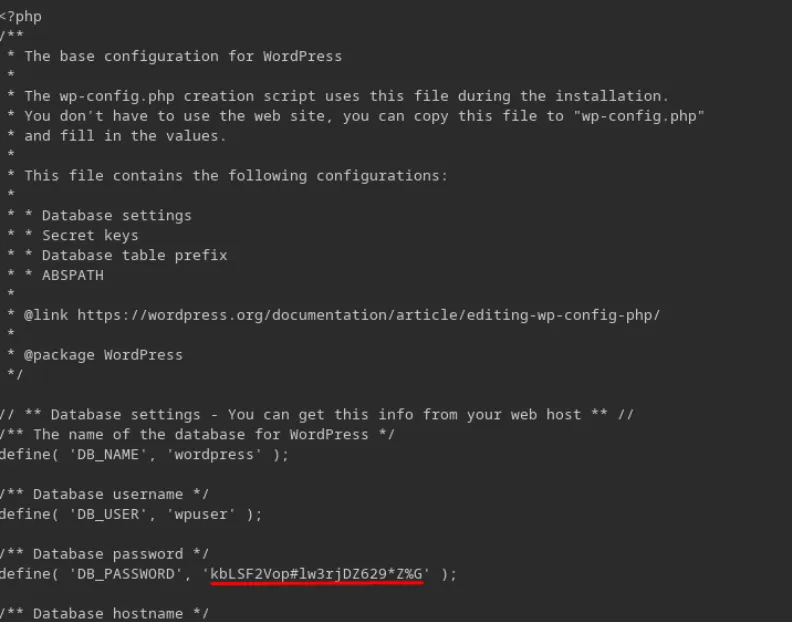 <?php
/**
 * The base configuration for WordPress
 *
 * The wp-config.php creation script uses this file during the installation.
 * You don't have to use the web site, you can copy this file to "wp-config.php"
 * and fill in the values.
 *
 * This file contains the following configurations:
 *
 * * Database settings
 * * Secret keys
 * * Database table prefix
 * * ABSPATH
 *
 * @link https://wordpress.org/documentation/article/editing-wp-config-php/
 *
 * @package WordPress
 */

// ** Database settings - You can get this info from your web host ** //
/** The name of the database for WordPress */
define( 'DB_NAME', 'wordpress' );

/** Database username */
define( 'DB_USER', 'wpuser' );

/** Database password */
define( 'DB_PASSWORD', 'kbLSF2Vop#lw3rjDZ629*Z%G' );

/** Database hostname */